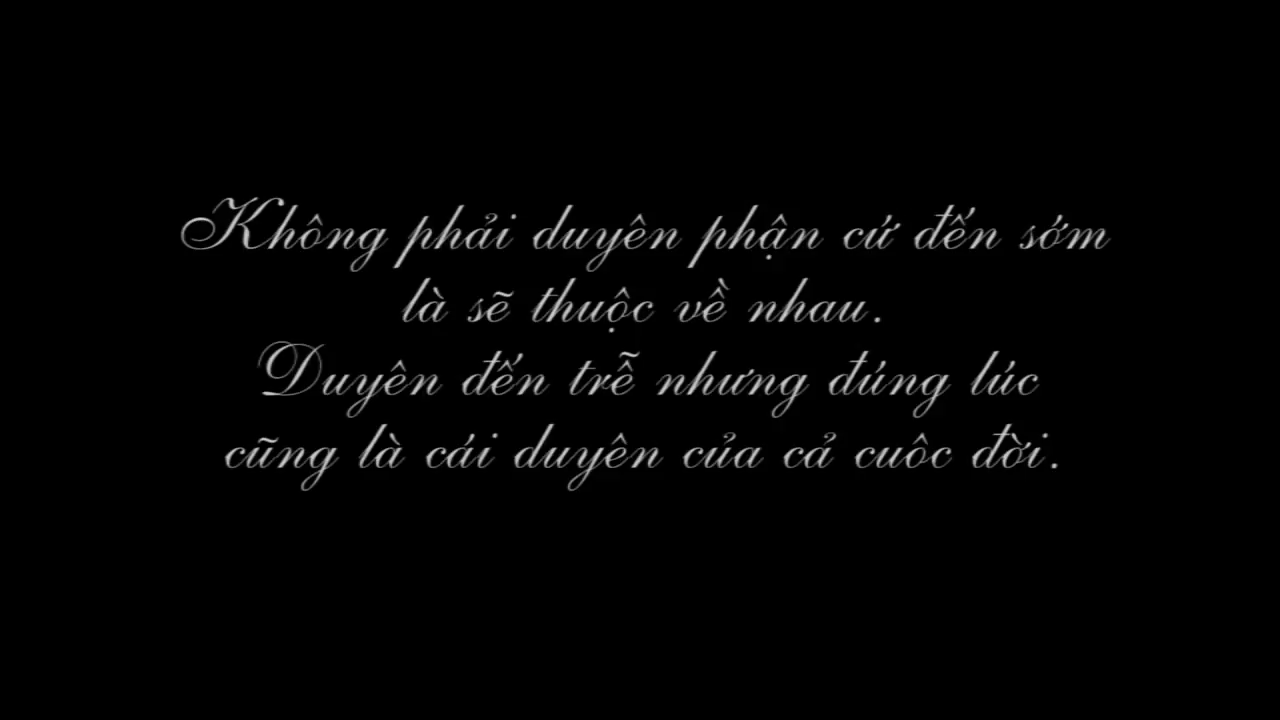 Không phải duyên phận cứ đến sớm
là sẽ thuộc về nhau.
Duyên đến trễ nhưng đúng lúc
cũng là cái duyên của cả cuôc đời.